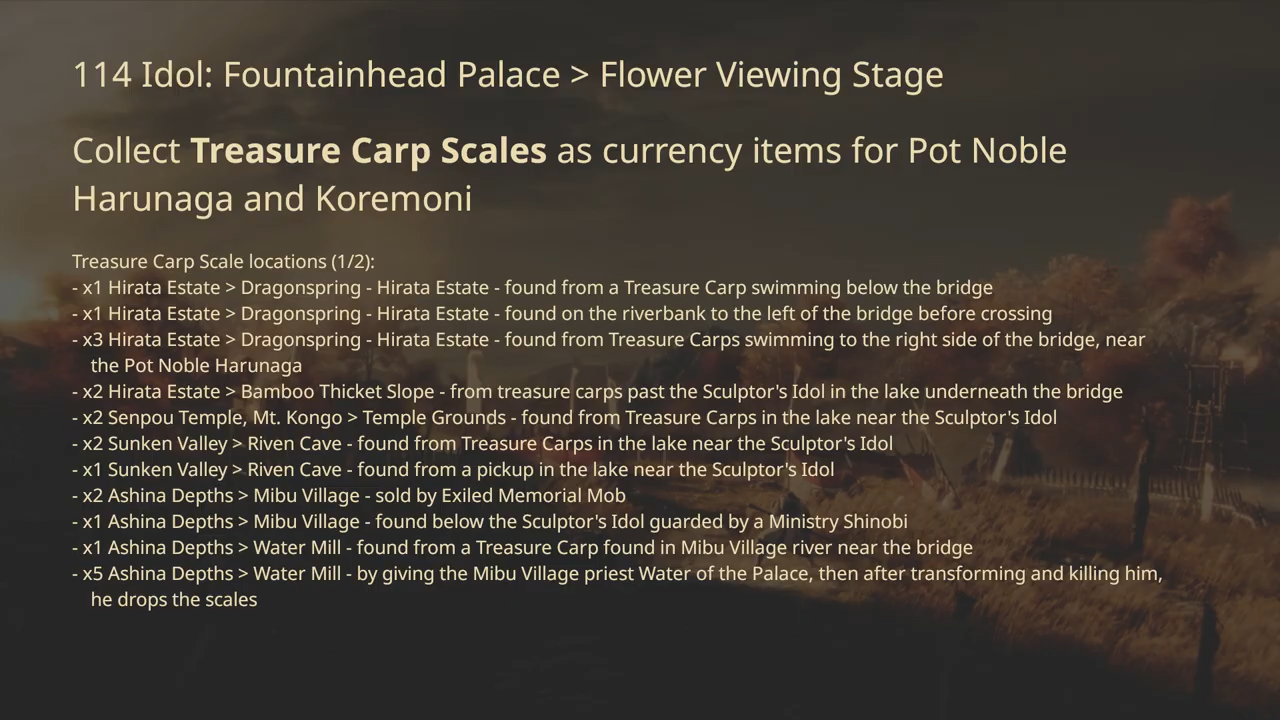 114 Idol: Fountainhead Palace > Flower Viewing Stage
Collect Treasure Carp Scales as currency items for Pot Noble
Harunaga and Koremoni
Treasure Carp Scale locations (1/2):
- x1 Hirata Estate > Dragonspring - Hirata Estate - found from a Treasure Carp swimming below the bridge
- x1 Hirata Estate > Dragonspring - Hirata Estate - found on the riverbank to the left of the bridge before crossing
- x3 Hirata Estate > Dragonspring - Hirata Estate - found from Treasure Carps swimming to the right side of the bridge, near
the Pot Noble Harunaga
- x2 Hirata Estate > Bamboo Thicket Slope - from treasure carps past the Sculptor's Idol in the lake underneath the bridge
- x2 Senpou Temple, Mt. Kongo > Temple Grounds - found from Treasure Carps in the lake near the Sculptor's Idol
- x2 Sunken Valley > Riven Cave - found from Treasure Carps in the lake near the Sculptor's Idol
- x1 Sunken Valley > Riven Cave - found from a pickup in the lake near the Sculptor's Idol
- x2 Ashina Depths > Mibu Village - sold by Exiled Memorial Mob
- x1 Ashina Depths > Mibu Village - found below the Sculptor's Idol guarded by a Ministry Shinobi
- x1 Ashina Depths > Water Mill - found from a Treasure Carp found in Mibu Village river near the bridge
- x5 Ashina Depths > Water Mill - by giving the Mibu Village priest Water of the Palace, then after transforming and killing him,
he drops the scales